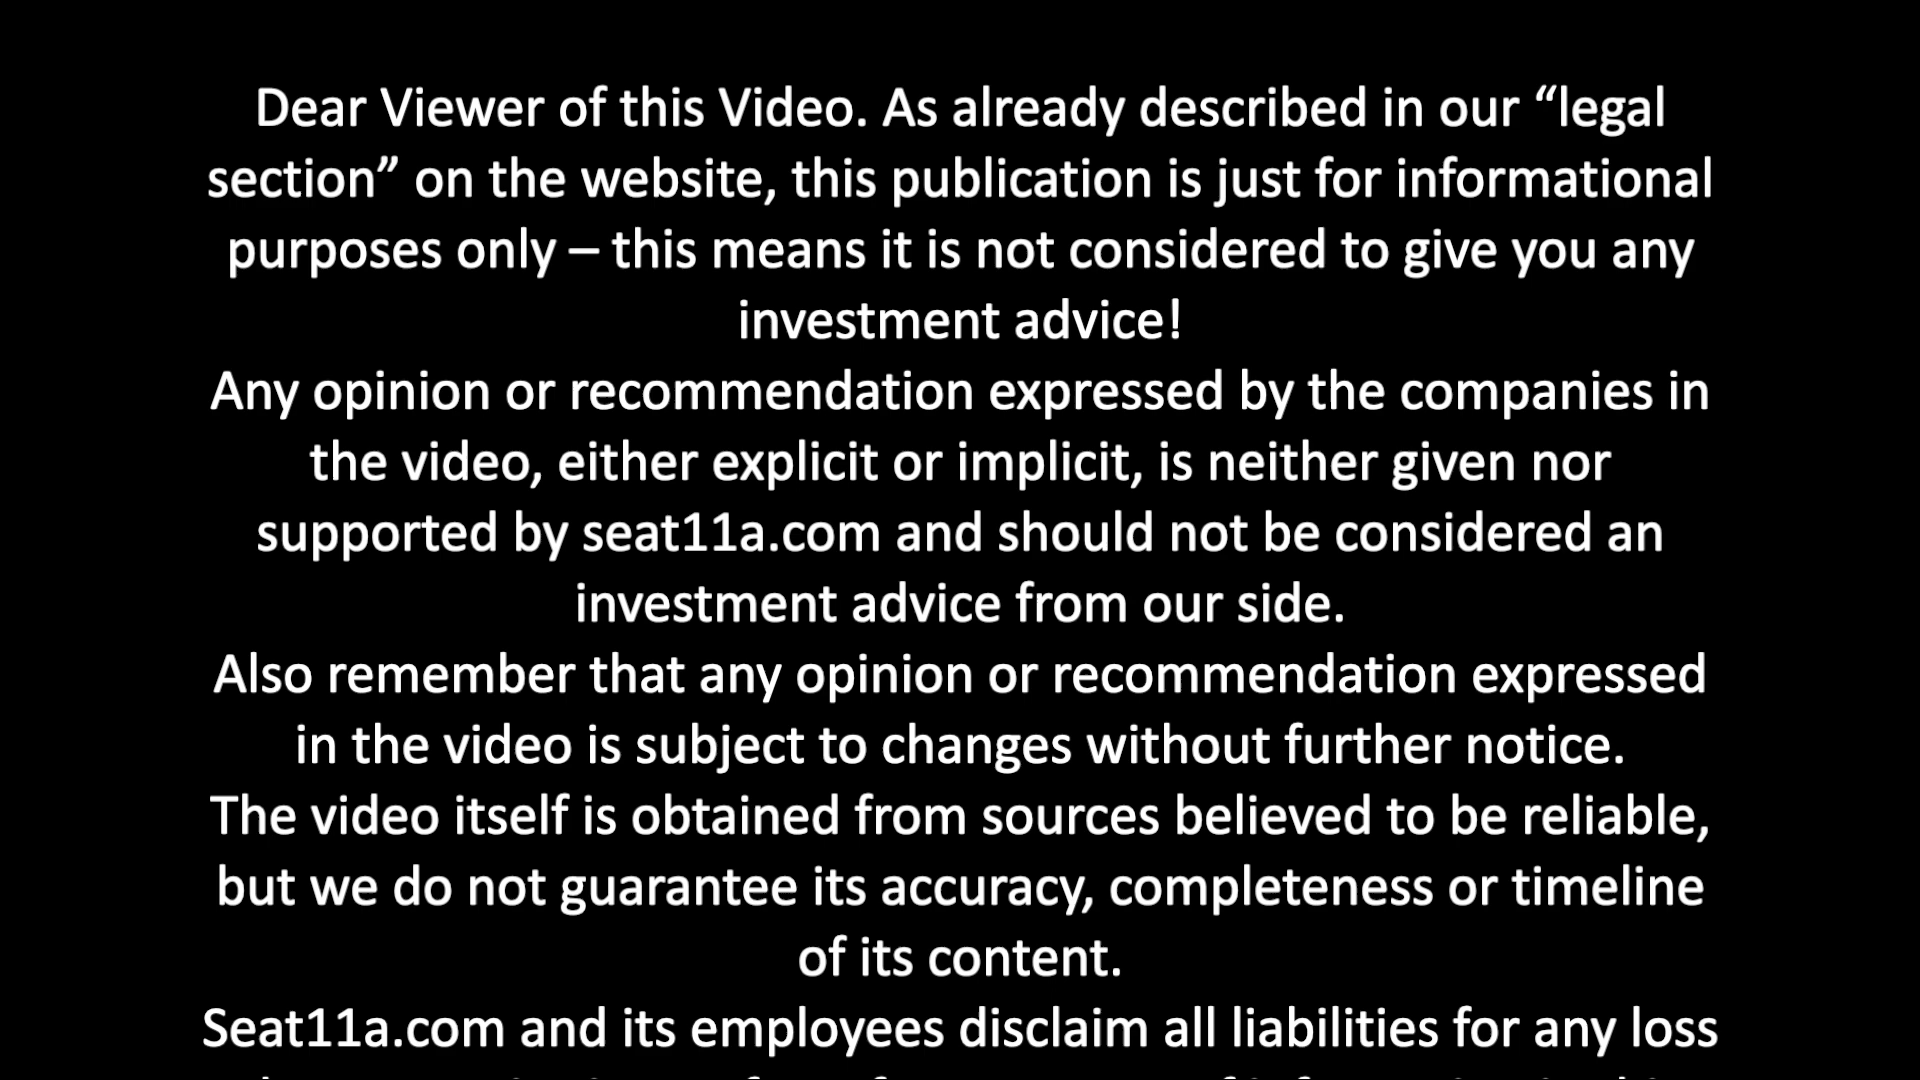 Dear Viewer of this Video. As already described in our “legal
section” on the website, this publication is just for informational
purposes only – this means it is not considered to give you any
investment advice!
Any opinion or recommendation expressed by the companies in
the video, either explicit or implicit, is neither given nor
supported by seat11a.com and should not be considered an
investment advice from our side.
Also remember that any opinion or recommendation expressed
in the video is subject to changes without further notice.
The video itself is obtained from sources believed to be reliable,
but we do not guarantee its accuracy, completeness or timeline
of its content.
Seat11a.com and its employees disclaim all liabilities for any loss